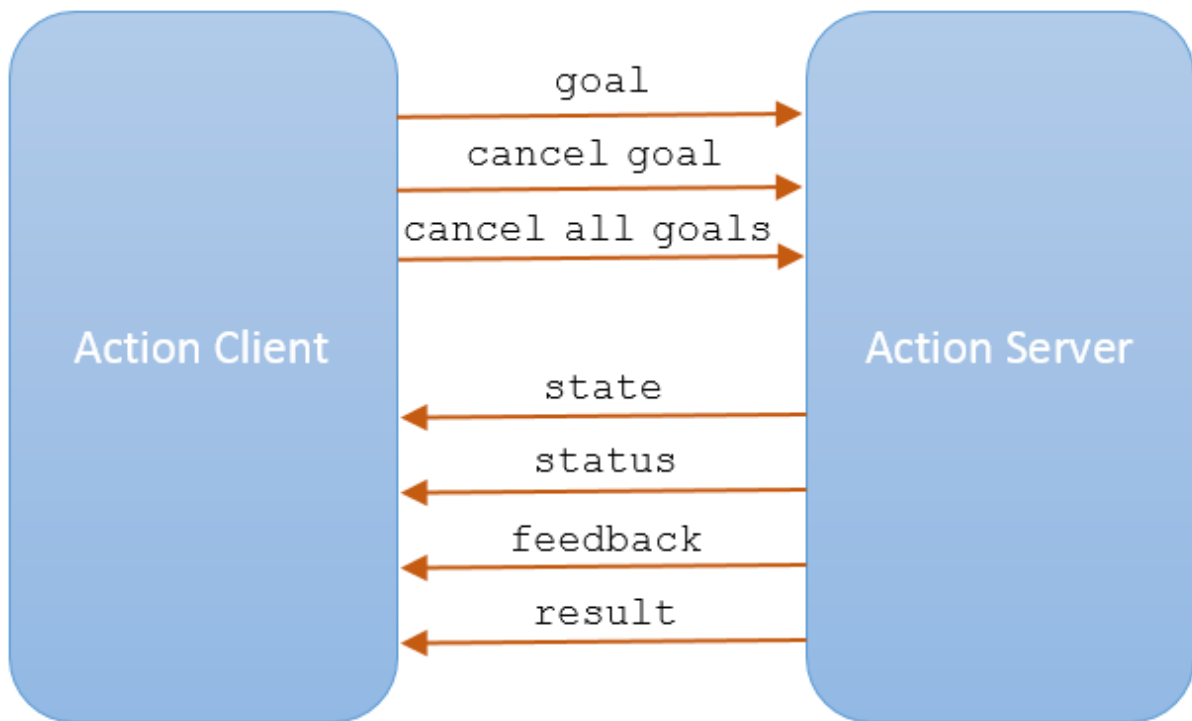 goal
cancel goal
cancel all goals
Action Client
Action Server
state
status
feedback
result